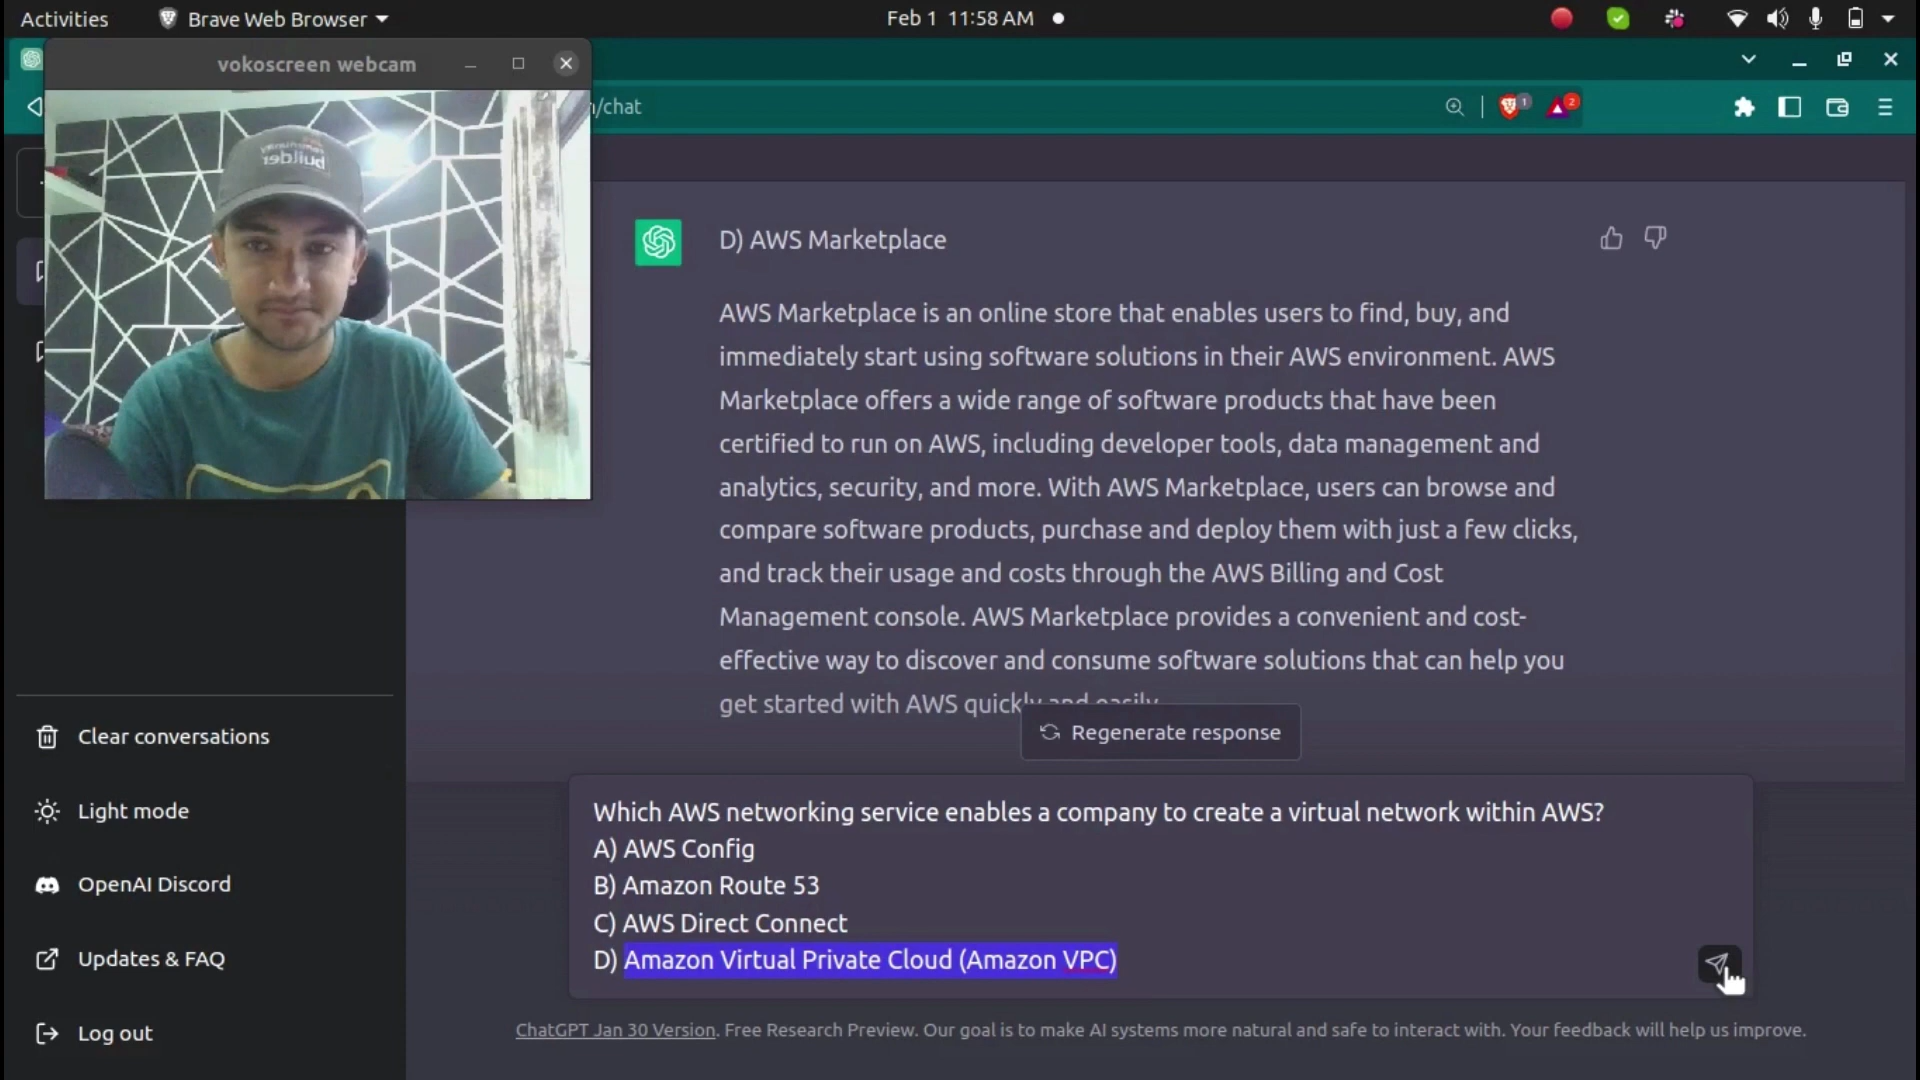 Activities
Brave Web Browser
Feb 1 11:58 AM
vokoscreen webcam
/chat
1
2
community
builder
D) AWS Marketplace
AWS Marketplace is an online store that enables users to find, buy, and
immediately start using software solutions in their AWS environment. AWS
Marketplace offers a wide range of software products that have been
certified to run on AWS, including developer tools, data management and
analytics, security, and more. With AWS Marketplace, users can browse and
compare software products, purchase and deploy them with just a few clicks,
and track their usage and costs through the AWS Billing and Cost
Management console. AWS Marketplace provides a convenient and cost-
effective way to discover and consume software solutions that can help you
get started with AWS quickly and easily.
Regenerate response
Which AWS networking service enables a company to create a virtual network within AWS?
A) AWS Config
B) Amazon Route 53
C) AWS Direct Connect
D) Amazon Virtual Private Cloud (Amazon VPC)
Clear conversations
Light mode
OpenAI Discord
Updates & FAQ
Log out
ChatGPT Jan 30 Version. Free Research Preview. Our goal is to make AI systems more natural and safe to interact with. Your feedback will help us improve.